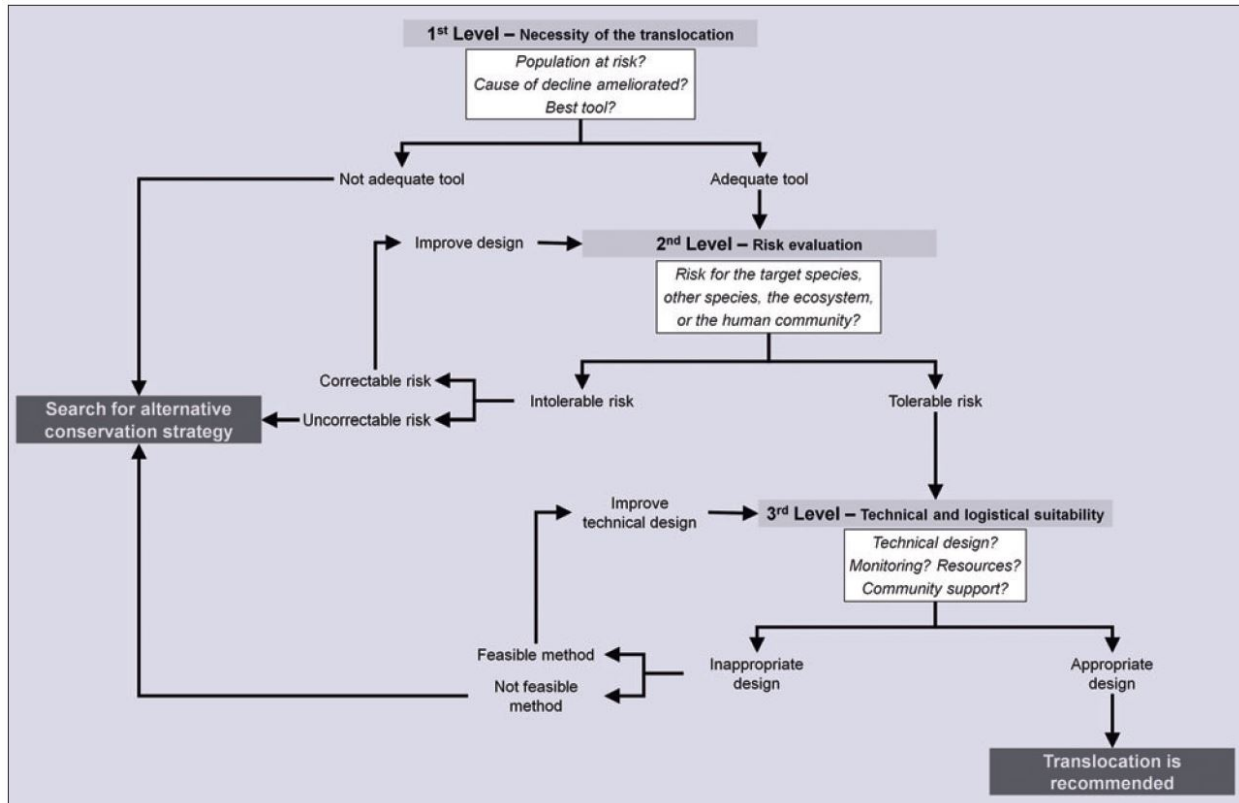 1st Level – Necessity of the translocation
Population at risk?
Cause of decline ameliorated?
Best tool?
Not adequate tool
Adequate tool
Improve design
2nd Level – Risk evaluation
Risk for the target species,
other species, the ecosystem,
or the human community?
Correctable risk
Uncorrectable risk
Intolerable risk
Tolerable risk
Search for alternative
conservation strategy
Improve
technical design
3rd Level – Technical and logistical suitability
Technical design?
Monitoring? Resources?
Community support?
Feasible method
Not feasible
method
Inappropriate
design
Appropriate
design
Translocation is
recommended